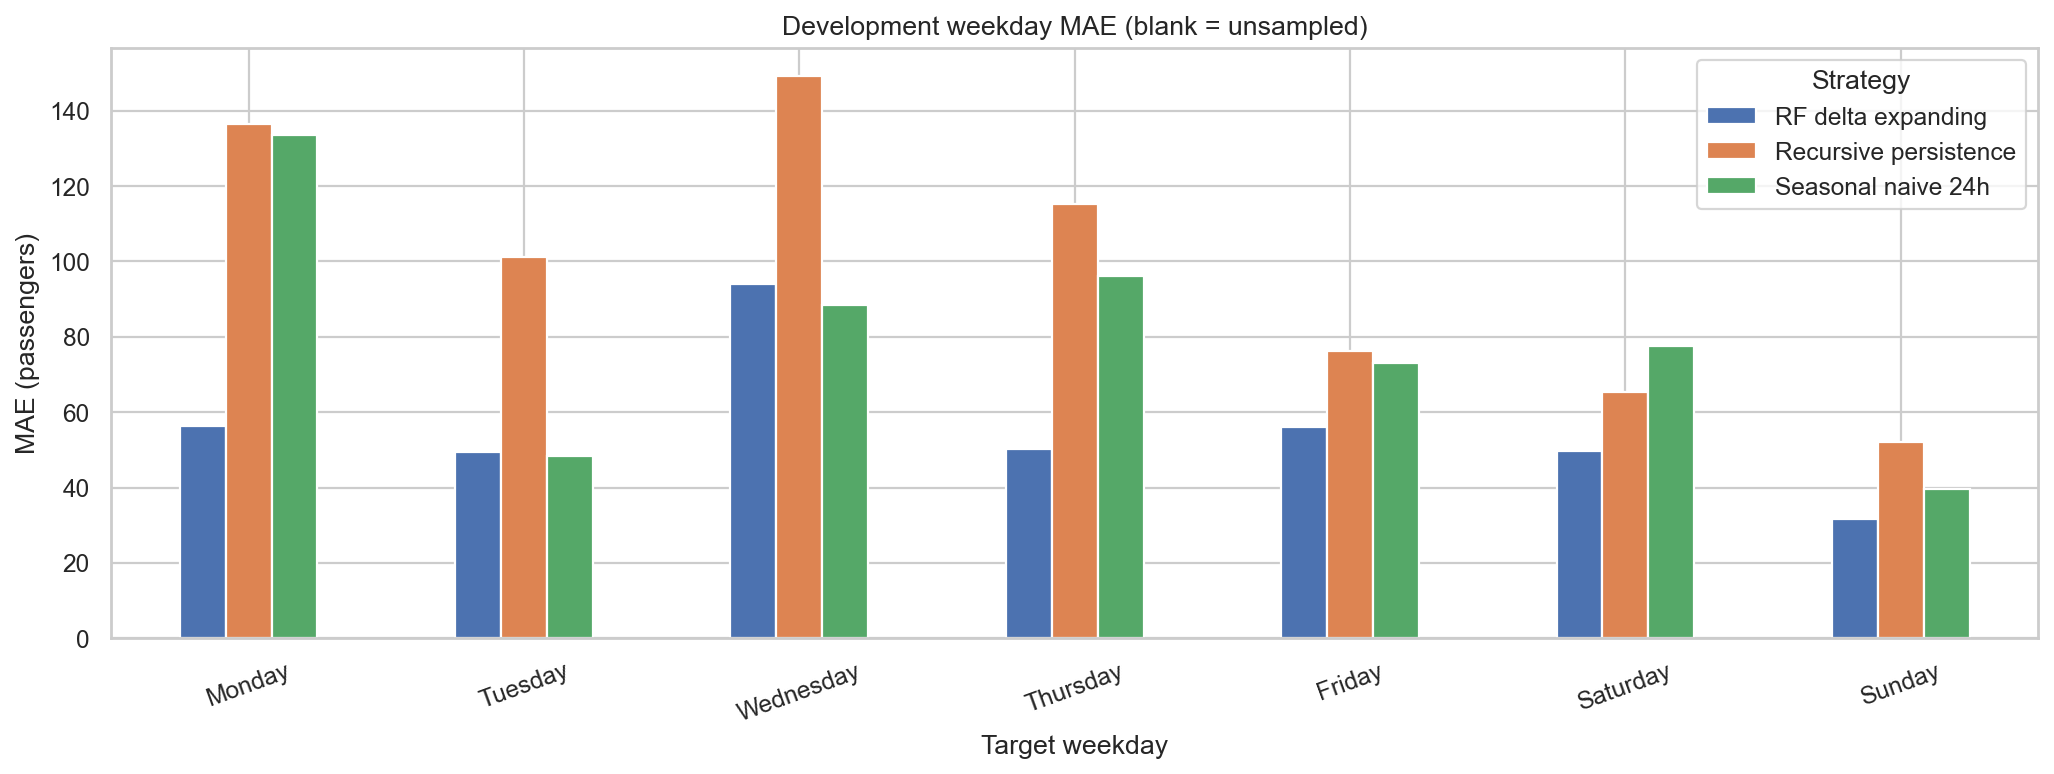 Development weekday MAE (blank = unsampled)
Strategy
RF delta expanding
Recursive persistence
Seasonal naive 24h
MAE (passengers)
140
120
100
80
60
40
20
0
Monday
Tuesday
Wednesday
Thursday
Friday
Saturday
Sunday
Target weekday